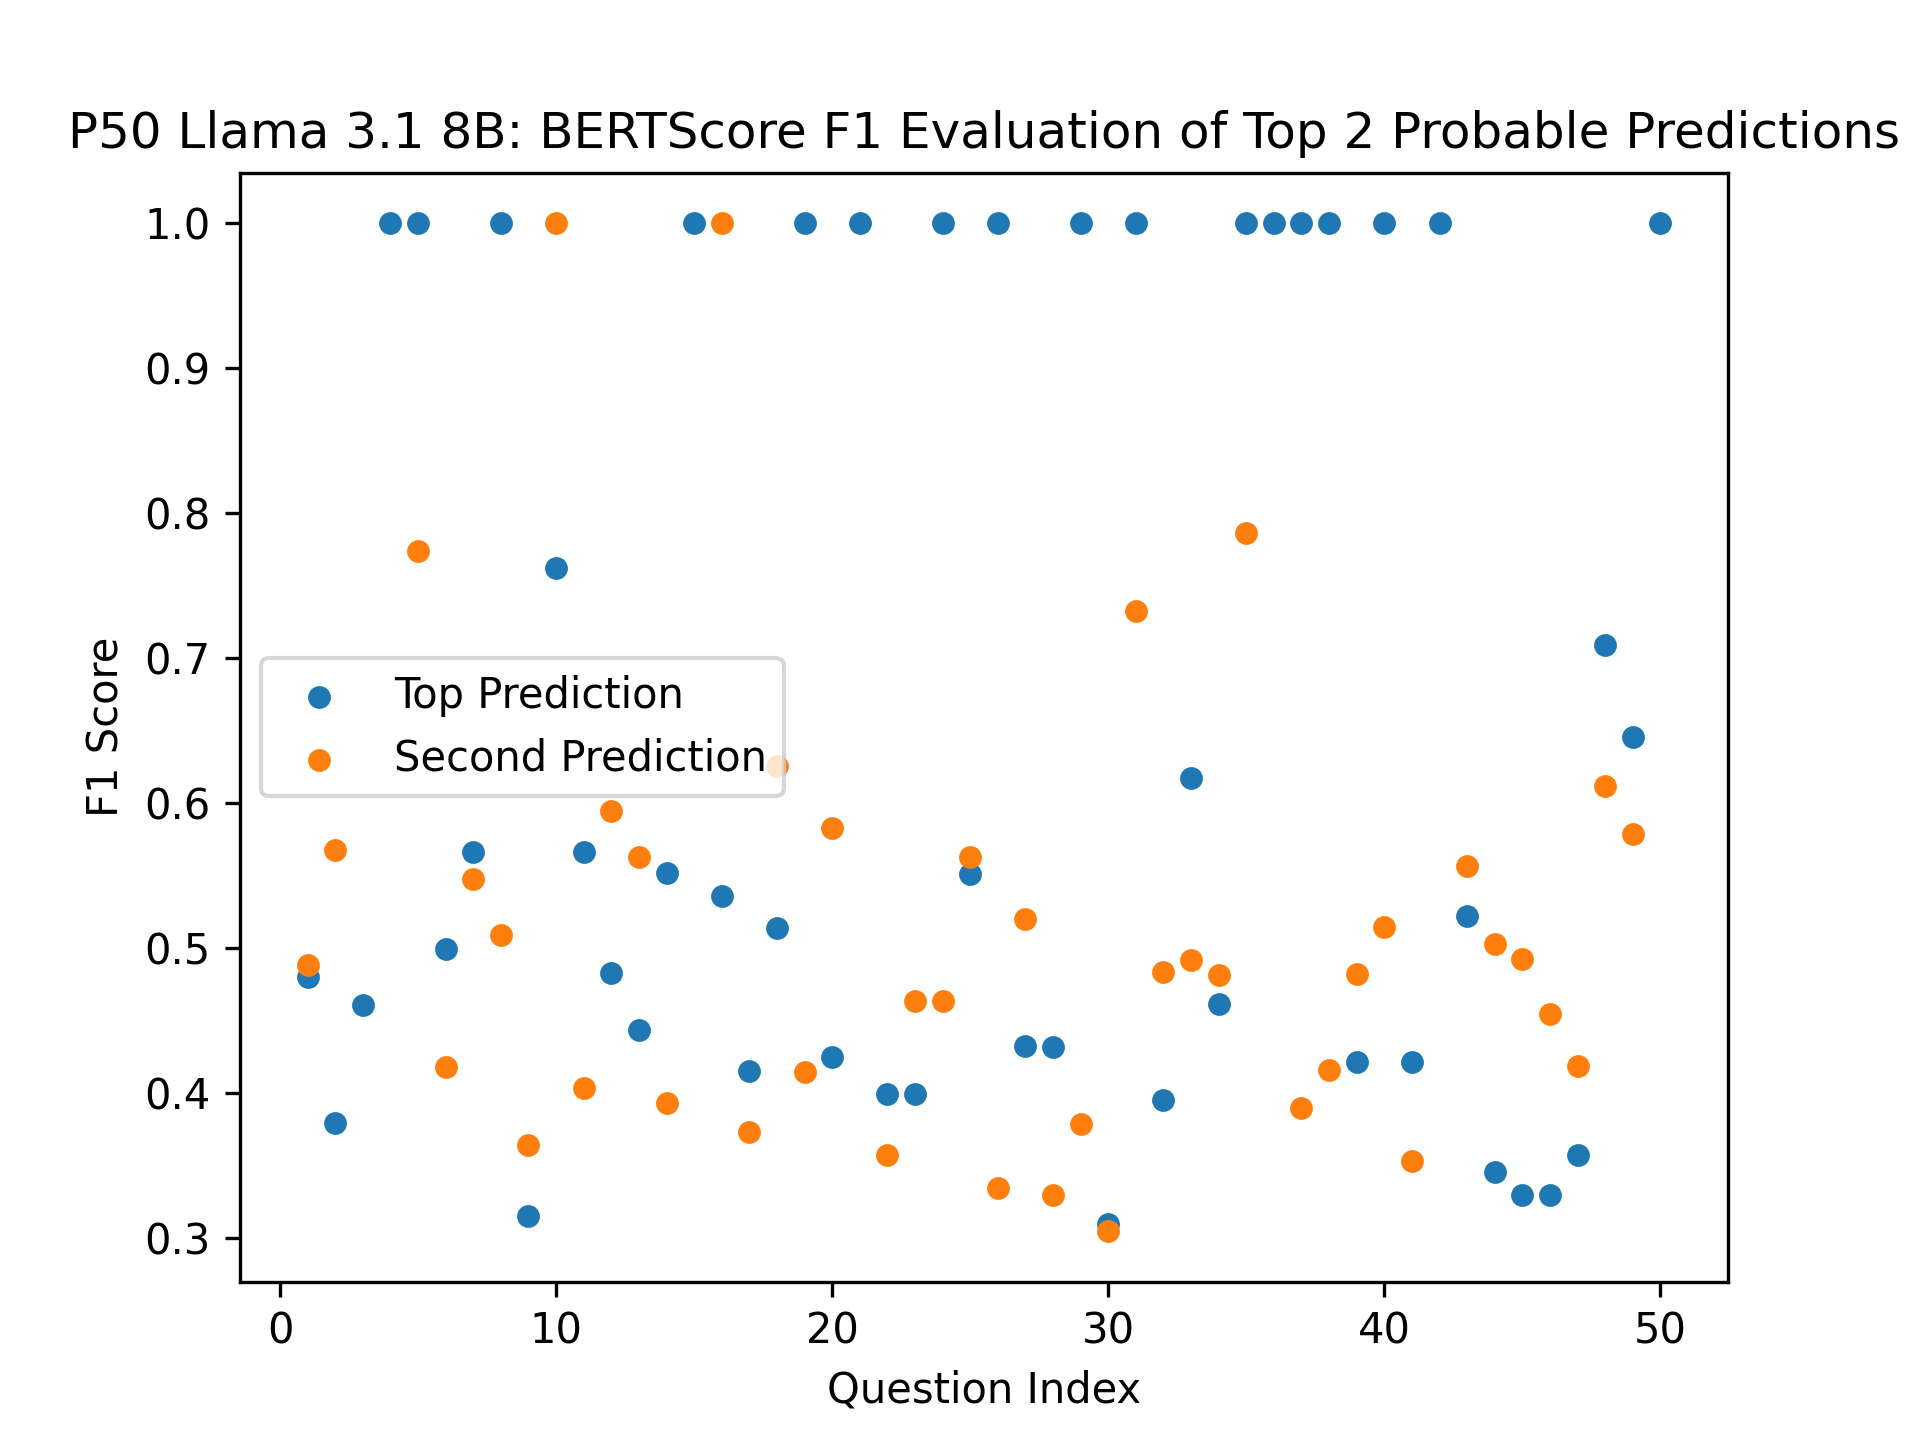 P50 Llama 3.1 8B: BERTScore F1 Evaluation of Top 2 Probable Predictions
1.0
0.9
0.8
0.7
0.6
0.5
0.4
0.3
F1 Score
Top Prediction
Second Prediction
0 10 20 30 40 50
Question Index